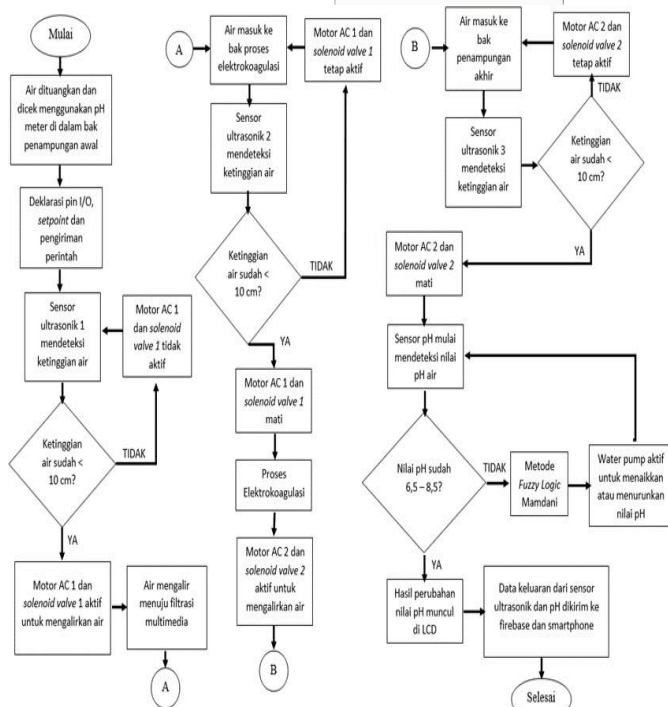 Mulai
Air dituangkan dan
dicek menggunakan pH
meter di dalam bak
penampungan awal
Deklarasi pin I/O,
setpoint dan
pengiriman
perintah
Sensor
ultrasonik 1
mendeteksi
ketinggian air
Motor AC 1
dan solenoid
valve 1 tidak
aktif
Ketinggian
air sudah <
10 cm?
TIDAK
YA
Motor AC 1 dan
solenoid valve 1 aktif
untuk mengalirkan air
Air mengalir
menuju filtrasi
multimedia
A
A
Air masuk ke
bak proses
elektrokoagulasi
Motor AC 1 dan
solenoid valve 1
tetap aktif
Sensor
ultrasonik 2
mendeteksi
ketinggian air
Ketinggian
air sudah <
10 cm?
TIDAK
YA
Motor AC 1 dan
solenoid valve 1
mati
Proses
Elektrokoagulasi
Motor AC 2 dan
solenoid valve 2
aktif untuk
mengalirkan air
B
B
Air masuk ke
bak
penampungan
akhir
Motor AC 2 dan
solenoid valve 2
tetap aktif
TIDAK
Sensor
ultrasonik 3
mendeteksi
ketinggian air
Ketinggian
air sudah <
10 cm?
YA
Motor AC 2 dan
solenoid valve 2
mati
Sensor pH mulai
mendeteksi nilai
pH air
Nilai pH sudah
6,5 – 8,5?
TIDAK
Metode
Fuzzy Logic
Mamdani
Water pump aktif
untuk menaikkan
atau menurunkan
nilai pH
YA
Hasil perubahan
nilai pH muncul
di LCD
Data keluaran dari sensor
ultrasonik dan pH dikirim ke
firebase dan smartphone
Selesai